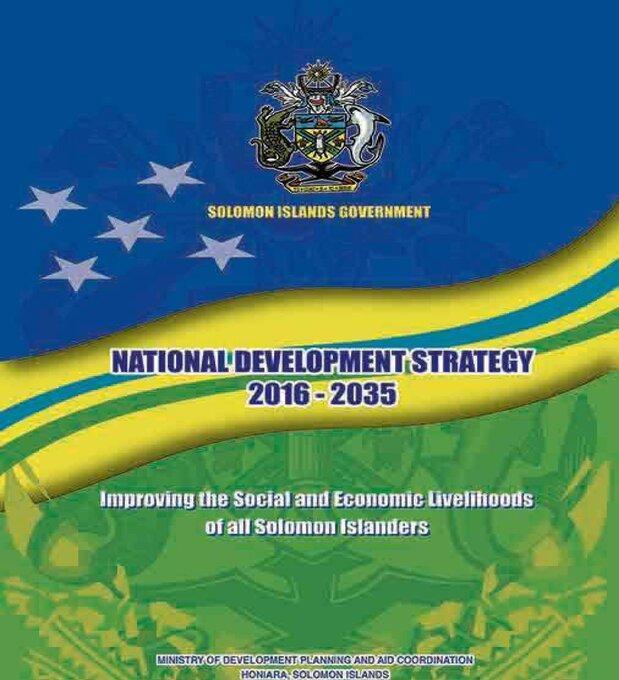 SOLOMON ISLANDS GOVERNMENT
NATIONAL DEVELOPMENT STRATEGY
2016 - 2035
Improving the Social and Economic Livelihoods
of all Solomon Islanders
MINISTRY OF DEVELOPMENT PLANNING AND AID COORDINATION
HONIARA, SOLOMON ISLANDS